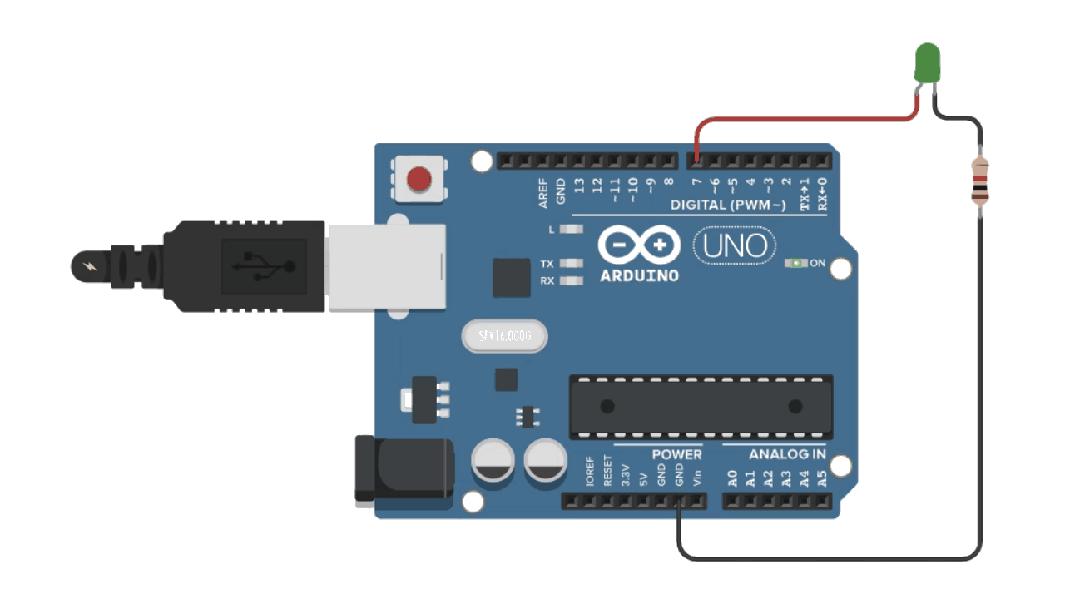 AREF
GND
13
12
~11
~10
~9
8
7
~6
~5
4
~3
2
TX→1
RX←0
DIGITAL (PWM~)
L
TX
RX
ARDUINO
UNO
ON
POWER
ANALOG IN
IOREF
RESET
3.3V
5V
GND
GND
Vin
A0
A1
A2
A3
A4
A5